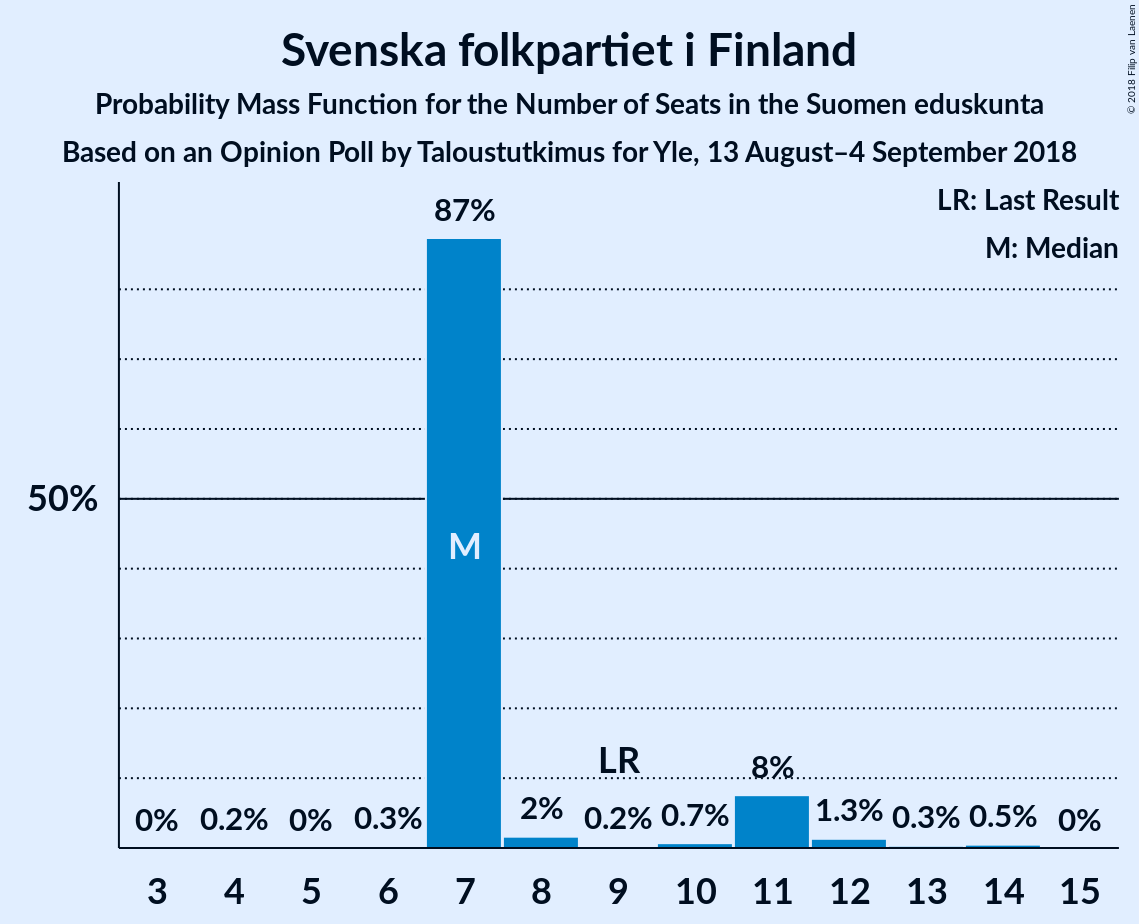 Svenska folkpartiet i Finland
Probability Mass Function for the Number of Seats in the Suomen eduskunta
Based on an Opinion Poll by Taloustutkimus for Yle, 13 August–4 September 2018
© 2018 Filip van Laenen
LR: Last Result
M: Median
87%
50%
M
LR
0% 0.2% 0% 0.3% 2% 0.2% 0.7% 8% 1.3% 0.3% 0.5% 0%
3 4 5 6 7 8 9 10 11 12 13 14 15